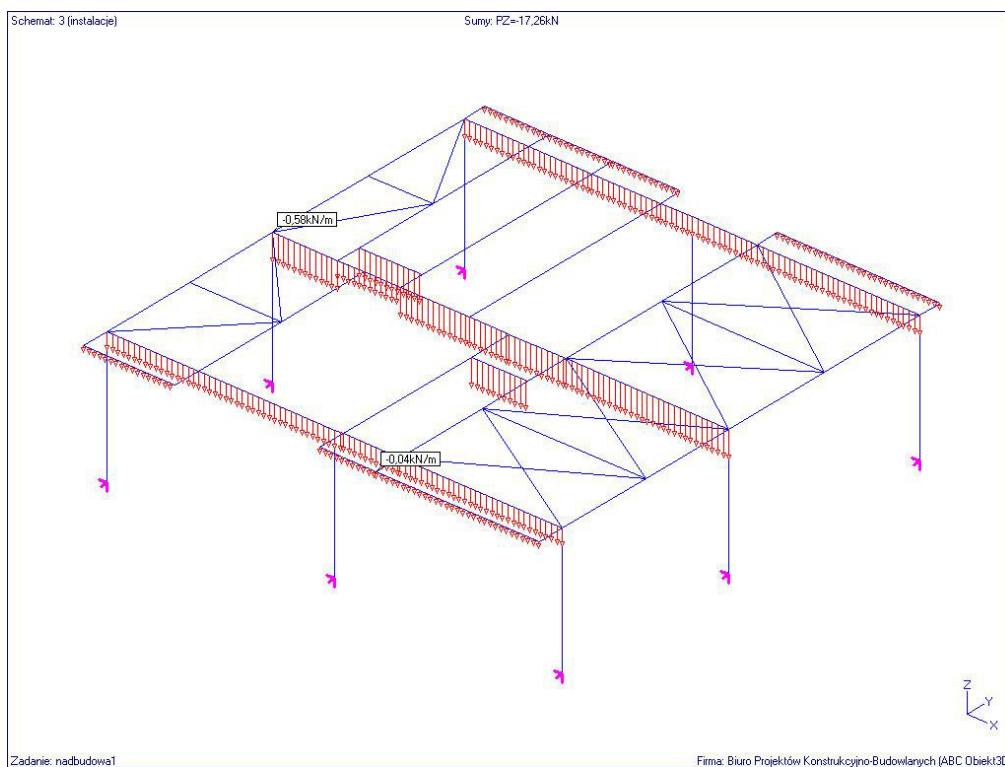 Schemat: 3 (instalacje)
Sumy: PZ=-17,26kN
-0,58kN/m
-0,04kN/m
Z
Y
X
Zadanie: nadbudowa1
Firma: Biuro Projektów Konstrukcyjno-Budowlanych (ABC Obiekt3D